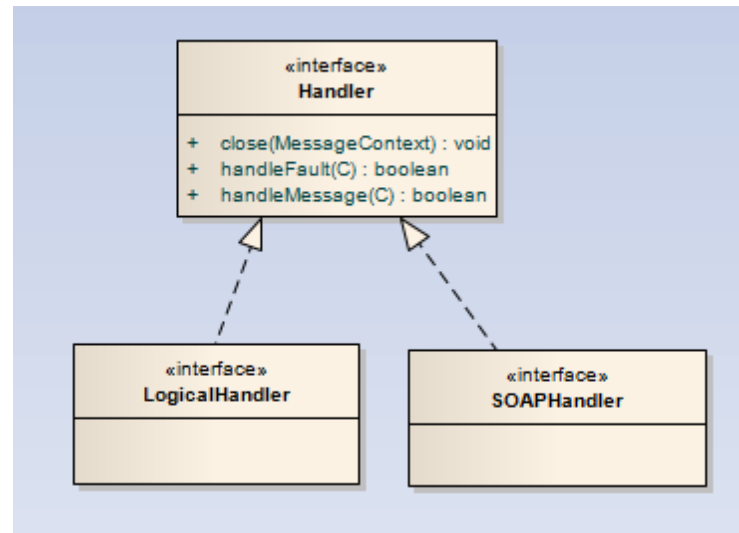 «interface»
Handler
+ close(MessageContext) : void
+ handleFault(C) : boolean
+ handleMessage(C) : boolean
«interface»
LogicalHandler
«interface»
SOAPHandler